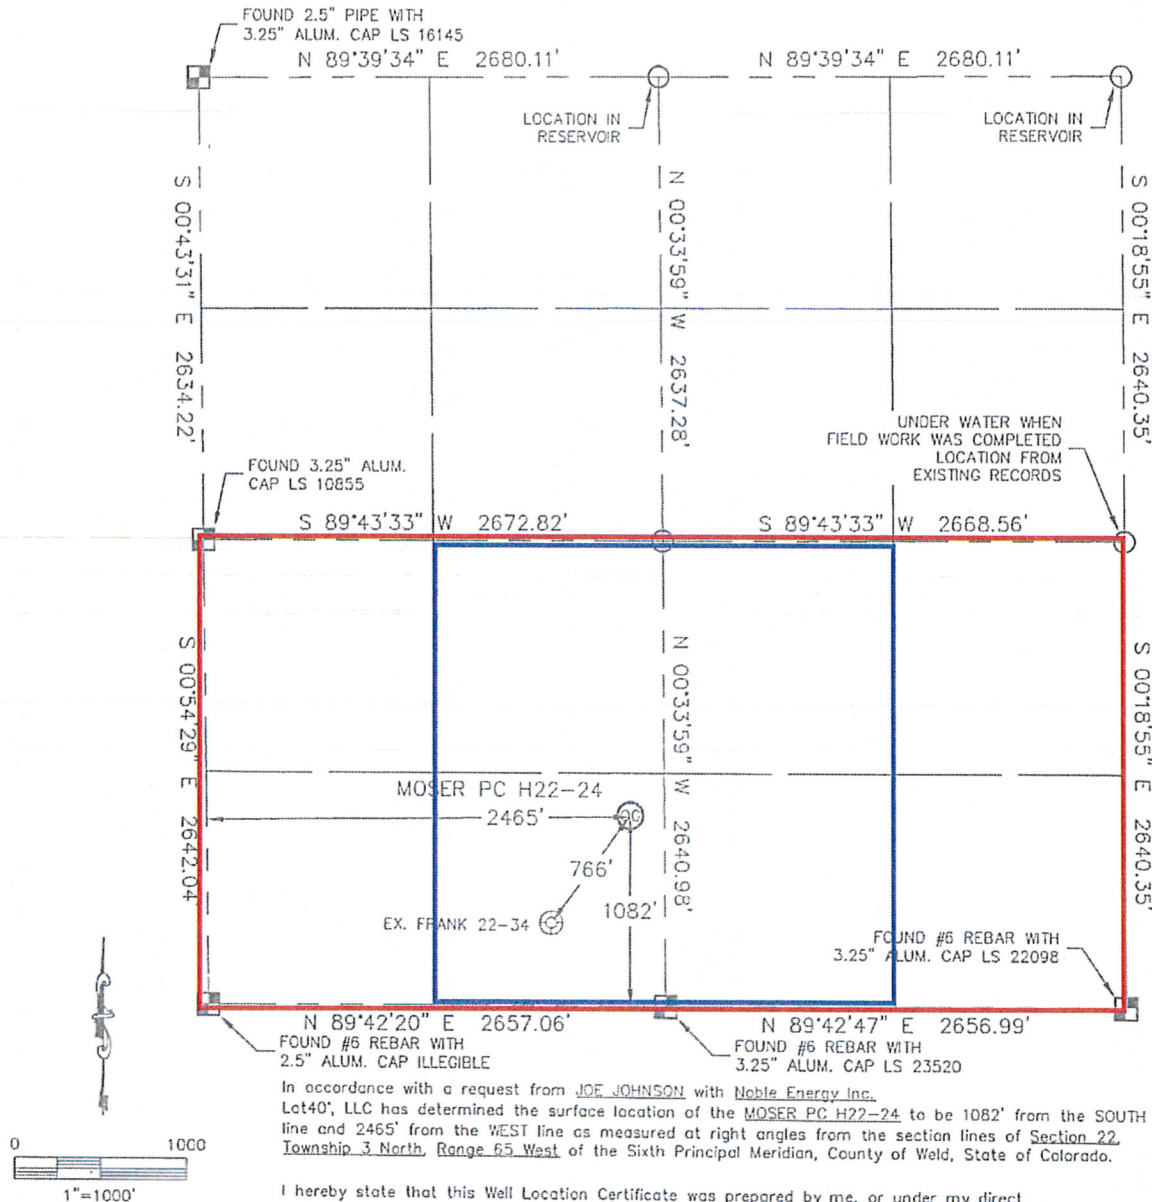 FOUND 2.5" PIPE WITH
3.25" ALUM. CAP LS 16145
N 89°39'34" E 2680.11'
N 89°39'34" E 2680.11'
LOCATION IN
RESERVOIR
LOCATION IN
RESERVOIR
S 00°43'31" E 2634.22'
N 00°33'59" W 2637.28'
S 00°18'55" E 2640.35'
UNDER WATER WHEN
FIELD WORK WAS COMPLETED
LOCATION FROM
EXISTING RECORDS
FOUND 3.25" ALUM.
CAP LS 10855
S 89°43'33" W 2672.82'
S 89°43'33" W 2668.56'
S 00°54'29" E 2642.04'
N 00°33'59" W 2640.98'
S 00°18'55" E 2640.35'
MOSER PC H22-24
2465'
OG
766'
1082'
EX. FRANK 22-34
FOUND #6 REBAR WITH
3.25" ALUM. CAP LS 22098
N 89°42'20" E 2657.06'
N 89°42'47" E 2656.99'
FOUND #6 REBAR WITH
2.5" ALUM. CAP ILLEGIBLE
FOUND #6 REBAR WITH
3.25" ALUM. CAP LS 23520
In accordance with a request from JOE JOHNSON with Noble Energy Inc.
Lat40°, LLC has determined the surface location of the MOSER PC H22-24 to be 1082' from the SOUTH
line and 2465' from the WEST line as measured at right angles from the section lines of Section 22,
Township 3 North, Range 65 West of the Sixth Principal Meridian, County of Weld, State of Colorado.
0 1000
1"=1000'
I hereby state that this Well Location Certificate was prepared by me, or under my direct